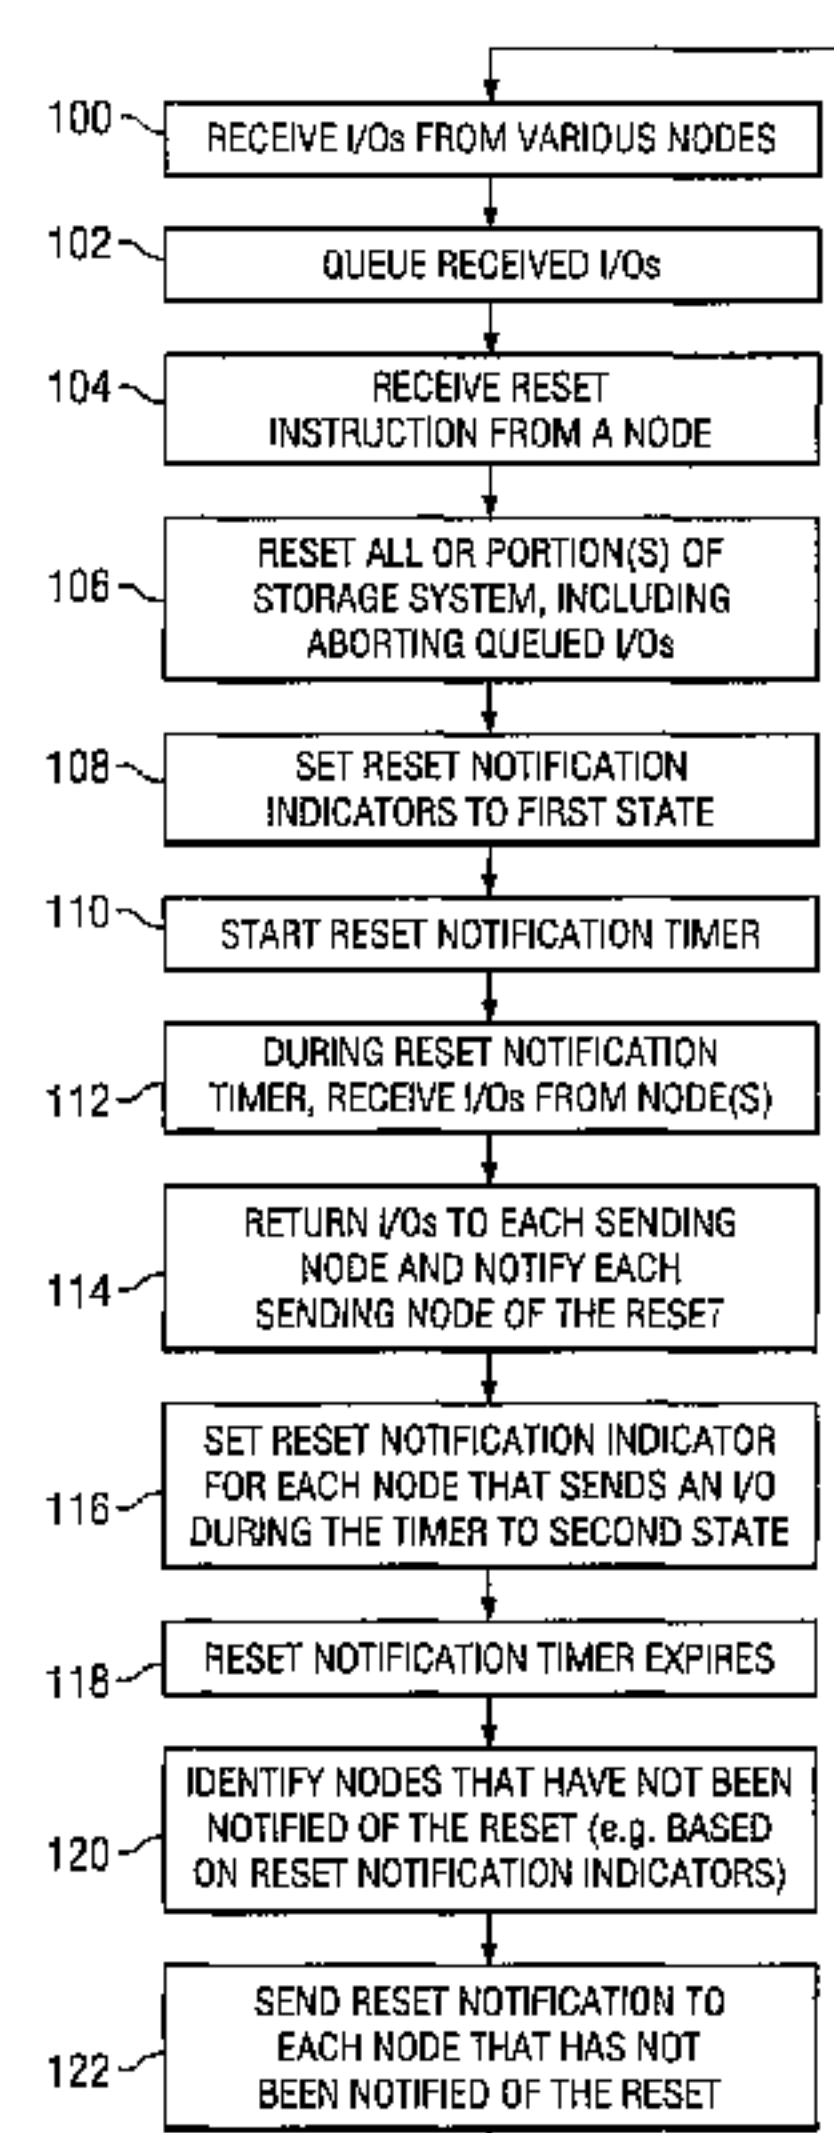 100
RECEIVE I/Os FROM VARIOUS NODES
102
QUEUE RECEIVED I/Os
104
RECEIVE RESET
INSTRUCTION FROM A NODE
106
RESET ALL OR PORTION(S) OF
STORAGE SYSTEM, INCLUDING
ABORTING QUEUED I/Os
108
SET RESET NOTIFICATION
INDICATORS TO FIRST STATE
110
START RESET NOTIFICATION TIMER
112
DURING RESET NOTIFICATION
TIMER, RECEIVE I/Os FROM NODE(S)
114
RETURN I/Os TO EACH SENDING
NODE AND NOTIFY EACH
SENDING NODE OF THE RESET
116
SET RESET NOTIFICATION INDICATOR
FOR EACH NODE THAT SENDS AN I/O
DURING THE TIMER TO SECOND STATE
118
RESET NOTIFICATION TIMER EXPIRES
120
IDENTIFY NODES THAT HAVE NOT BEEN
NOTIFIED OF THE RESET (e.g. BASED
ON RESET NOTIFICATION INDICATORS)
122
SEND RESET NOTIFICATION TO
EACH NODE THAT HAS NOT
BEEN NOTIFIED OF THE RESET